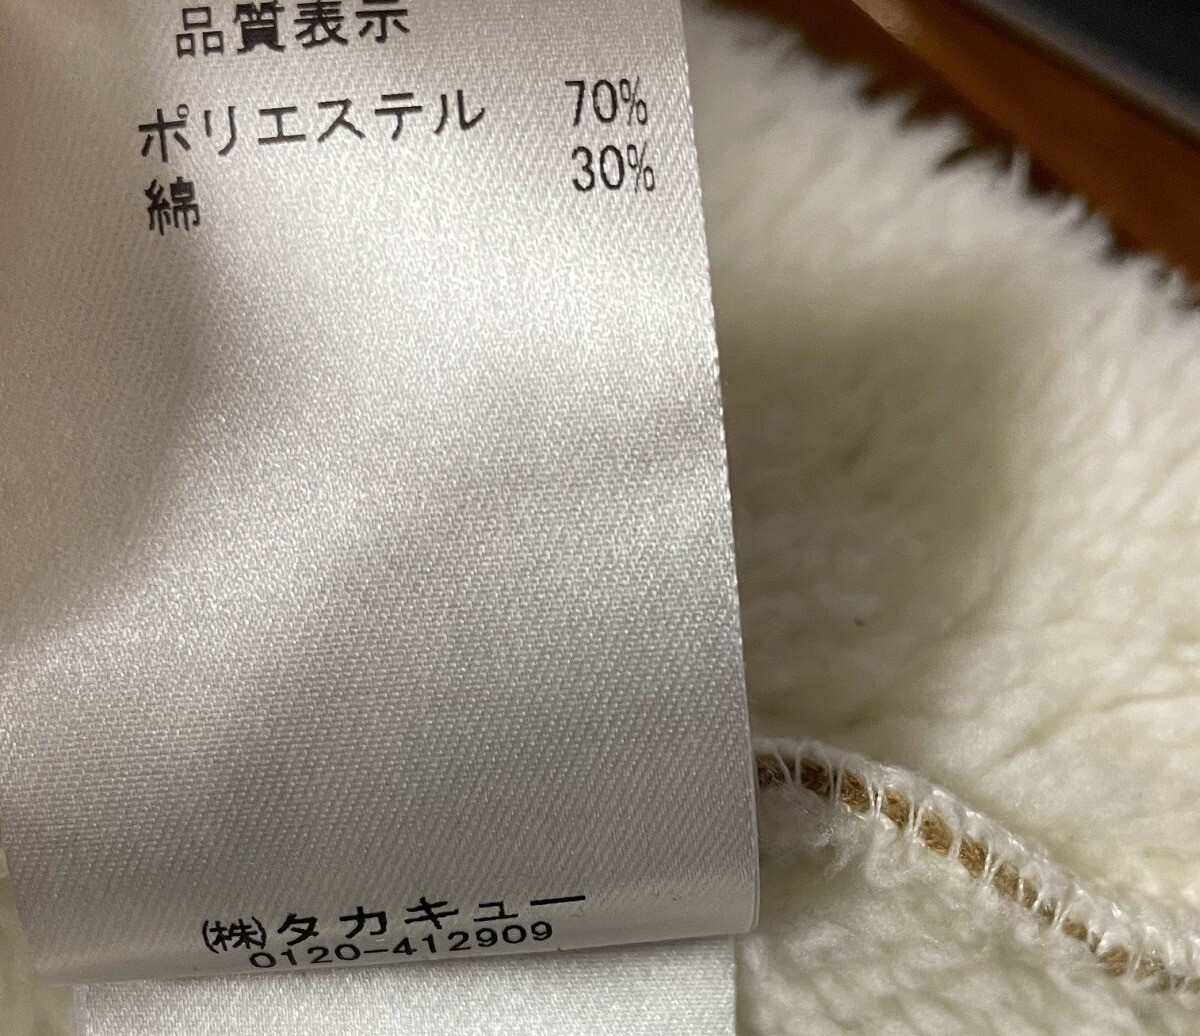 品質表示
ポリエステル 70%
綿 30%
(株)タカキュー
0120-412909